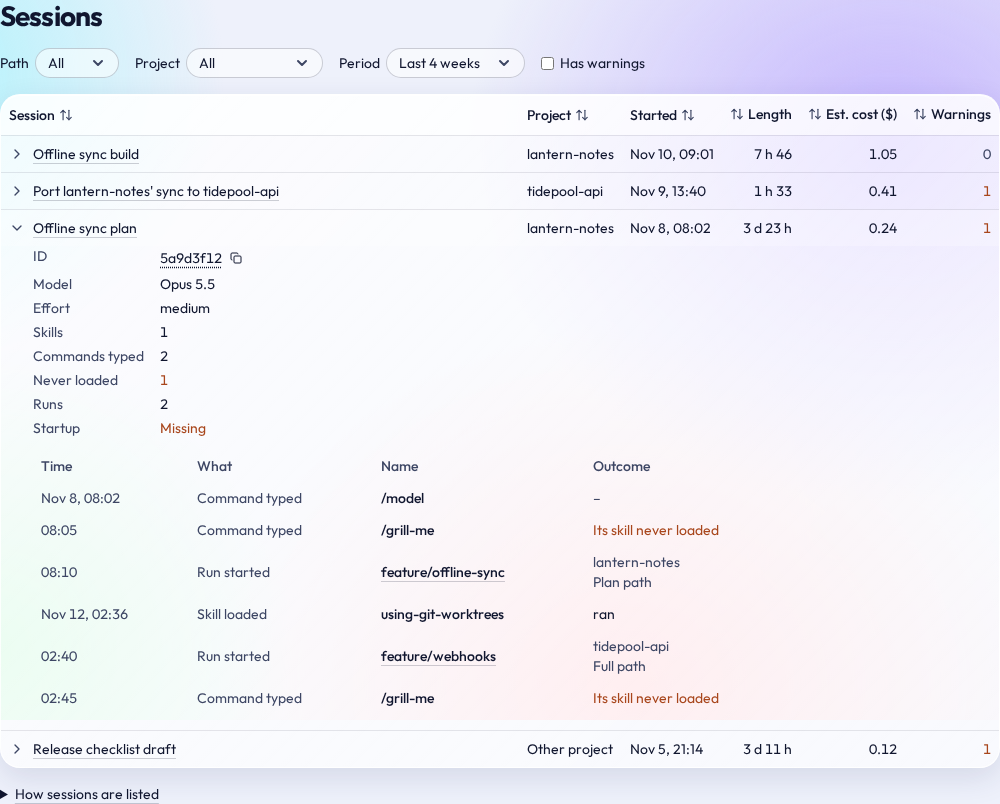 Sessions
Path All Project All Period Last 4 weeks Has warnings
Session Project Started Length Est. cost ($) Warnings
Offline sync build lantern-notes Nov 10, 09:01 7 h 46 1.05 0
Port lantern-notes' sync to tidepool-api tidepool-api Nov 9, 13:40 1 h 33 0.41 1
Offline sync plan lantern-notes Nov 8, 08:02 3 d 23 h 0.24 1
ID 5a9d3f12
Model Opus 5.5
Effort medium
Skills 1
Commands typed 2
Never loaded 1
Runs 2
Startup Missing
Time What Name Outcome
Nov 8, 08:02 Command typed /model –
08:05 Command typed /grill-me Its skill never loaded
08:10 Run started feature/offline-sync lantern-notes
Plan path
Nov 12, 02:36 Skill loaded using-git-worktrees ran
02:40 Run started feature/webhooks tidepool-api
Full path
02:45 Command typed /grill-me Its skill never loaded
Release checklist draft Other project Nov 5, 21:14 3 d 11 h 0.12 1
How sessions are listed